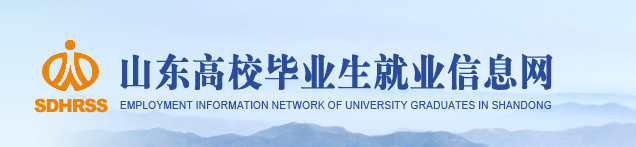 山东高校毕业生就业信息网
SDHRSS
EMPLOYMENT INFORMATION NETWORK OF UNIVERSITY GRADUATES IN SHANDONG